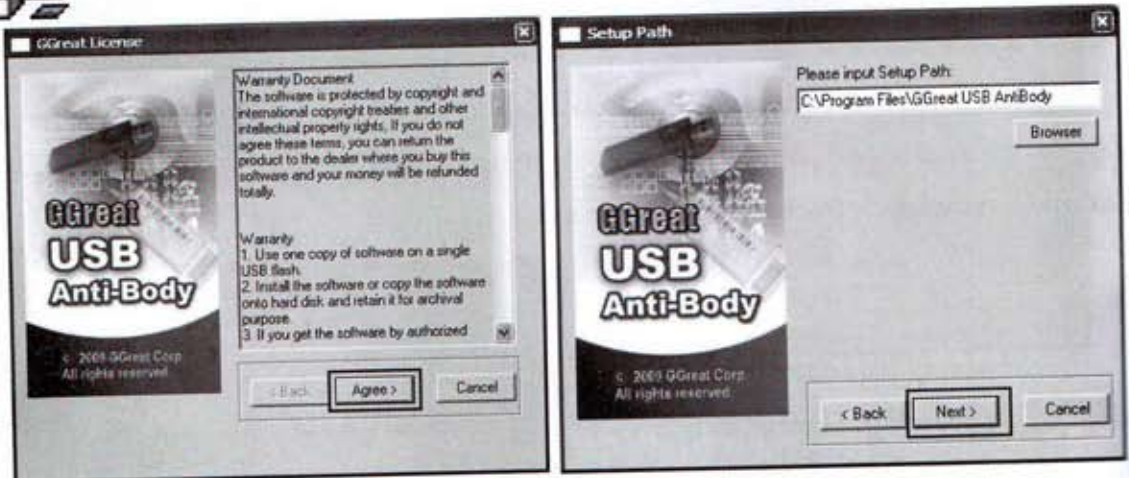 GGreat License
Warranty Document
The software is protected by copyright and
international copyright treaties and other
intellectual property rights. If you do not
agree these terms, you can return the
product to the dealer where you buy this
software and your money will be refunded
totally.
Warranty
1. Use one copy of software on a single
USB flash.
2. Install the software or copy the software
onto hard disk and retain it for archival
purpose.
3. If you get the software by authorized
GGreat
USB
Anti-Body
c 2009 GGreat Corp
All rights reserved
< Back
Agree >
Cancel
Setup Path
Please input Setup Path:
C:\Program Files\GGreat USB AntiBody
Browser
GGreat
USB
Anti-Body
c 2009 GGreat Corp.
All rights reserved.
< Back
Next >
Cancel